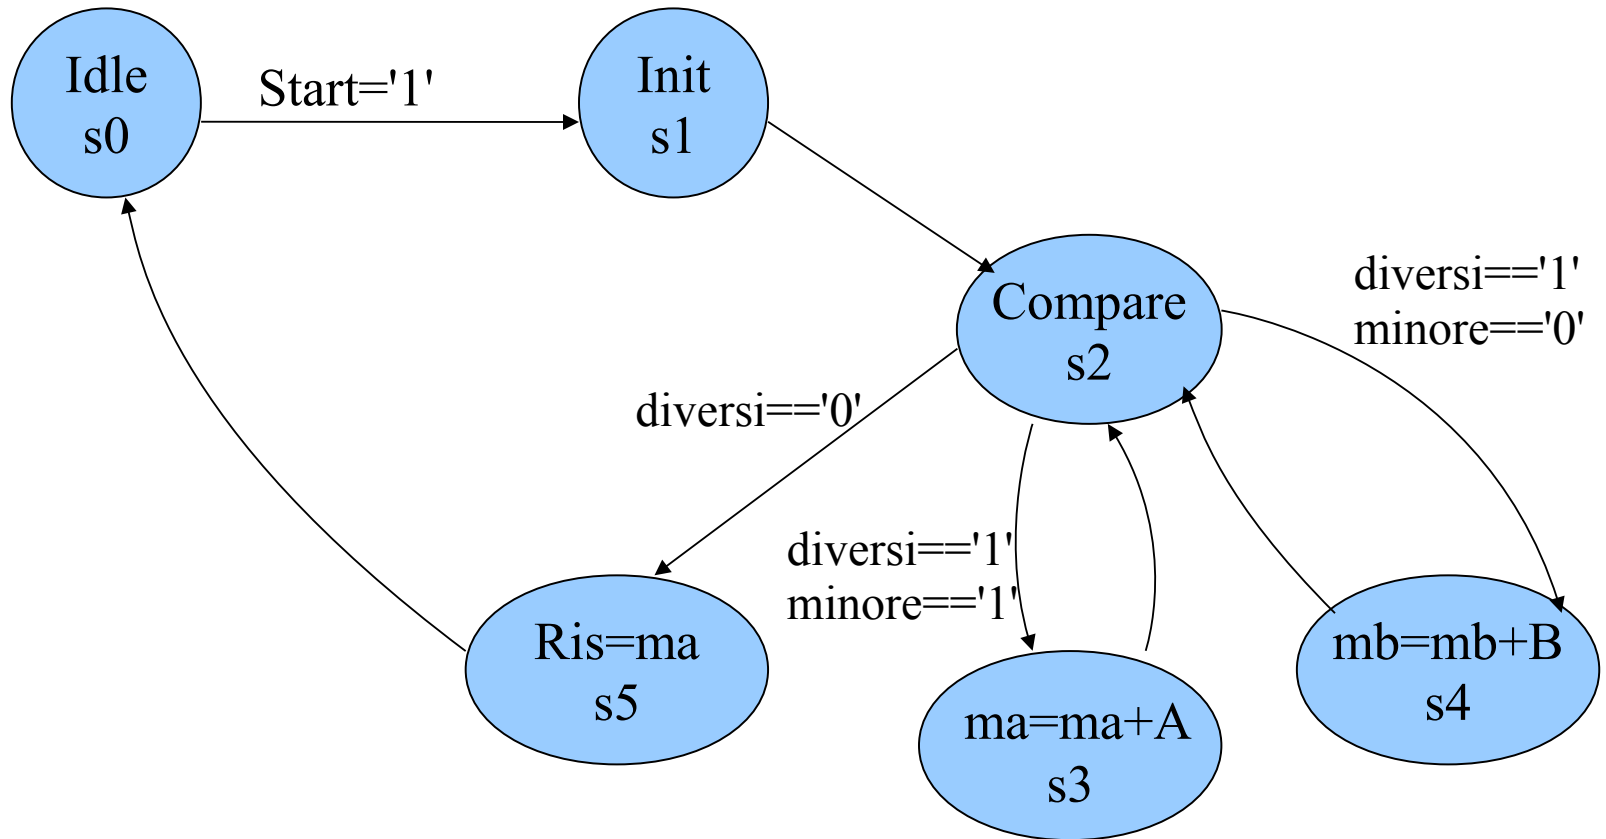 Idle
s0
Start='1'
Init
s1
Compare
s2
diversi=='1'
minore=='0'
diversi=='0'
diversi=='1'
minore=='1'
Ris=ma
s5
ma=ma+A
s3
mb=mb+B
s4